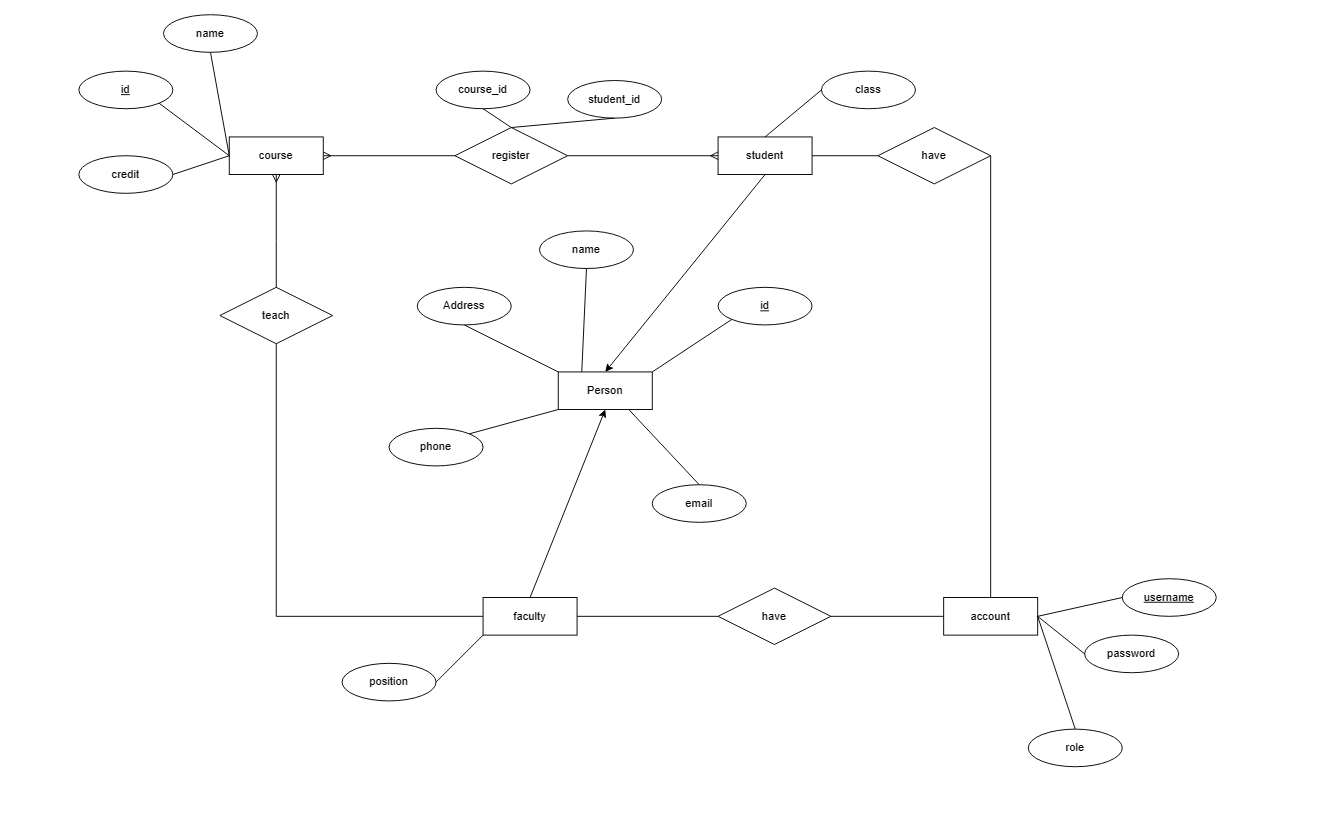 name
id
course_id
student_id
class
course
register
student
have
credit
name
Address
id
teach
Person
phone
email
faculty
have
account
username
password
position
role